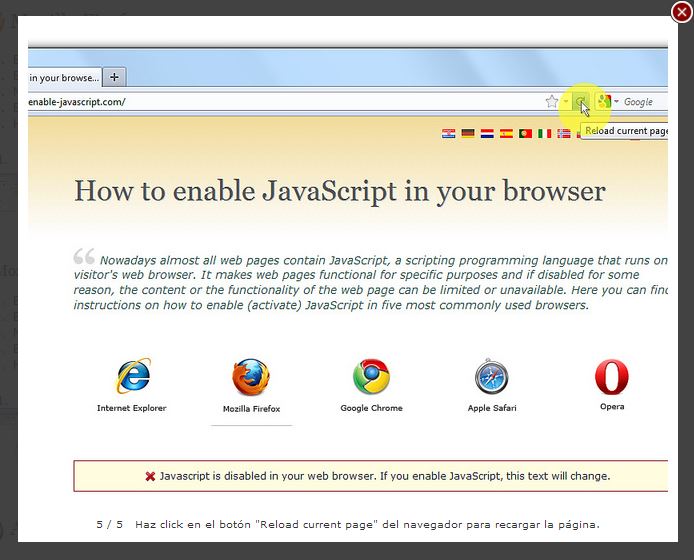 in your browse...
enable-javascript.com/
Google
Reload current page
How to enable JavaScript in your browser
Nowadays almost all web pages contain JavaScript, a scripting programming language that runs on
visitor's web browser. It makes web pages functional for specific purposes and if disabled for some
reason, the content or the functionality of the web page can be limited or unavailable. Here you can find
instructions on how to enable (activate) JavaScript in five most commonly used browsers.
Internet Explorer
Mozilla Firefox
Google Chrome
Apple Safari
Opera
Javascript is disabled in your web browser. If you enable JavaScript, this text will change.
5 / 5 Haz click en el botón "Reload current page" del navegador para recargar la página.